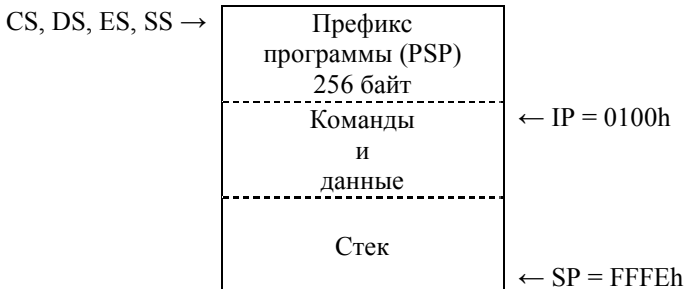 CS, DS, ES, SS →
Префикс
программы (PSP)
256 байт
← IP = 0100h
Команды
и
данные
Стек
← SP = FFFEh